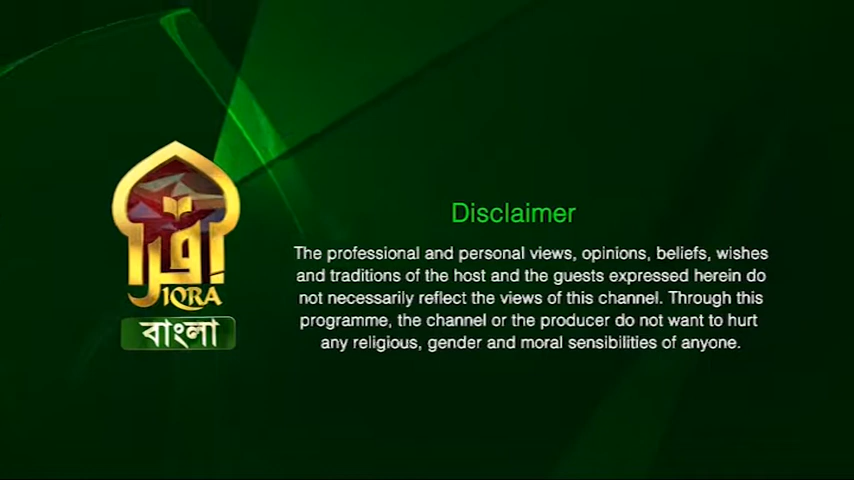 اقرأ
IQRA
বাংলা
Disclaimer
The professional and personal views, opinions, beliefs, wishes
and traditions of the host and the guests expressed herein do
not necessarily reflect the views of this channel. Through this
programme, the channel or the producer do not want to hurt
any religious, gender and moral sensibilities of anyone.